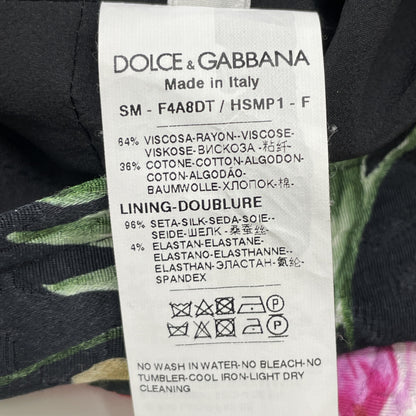 DOLCE & GABBANA
Made in Italy
SM - F4A8DT / HSMP1 - F
64% VISCOSA-RAYON-VISCOSE-
VISKOSE-ВИСКОЗА -粘纤-
36% COTONE-COTTON-ALGODON-
BAUMWOLLE-ХЛОПОК-棉-
LINING-DOUBLURE
96% SETA-SILK-SEDA-SOIE--
SEIDE-ШЕЛК -桑蚕丝-
4% ELASTAN-ELASTANE-
ELASTANO-ELASTHANNE--
ELASTHAN-ЭЛАСТАН-氨纶-
SPANDEX
NO WASH IN WATER-NO BLEACH-NO
TUMBLER-COOL IRON-LIGHT DRY
CLEANING